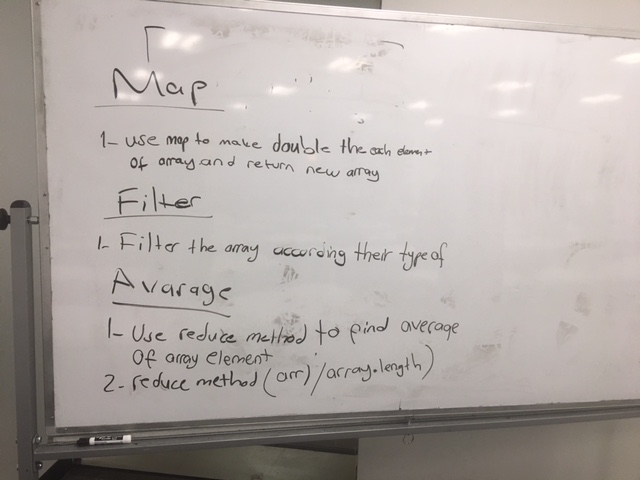 Map
1- use map to make double the each element
of array and return new array
Filter
1- Filter the array according their type of
Avarage
1- Use reduce method to find average
Of array element
2- reduce method (arr) / array.length)